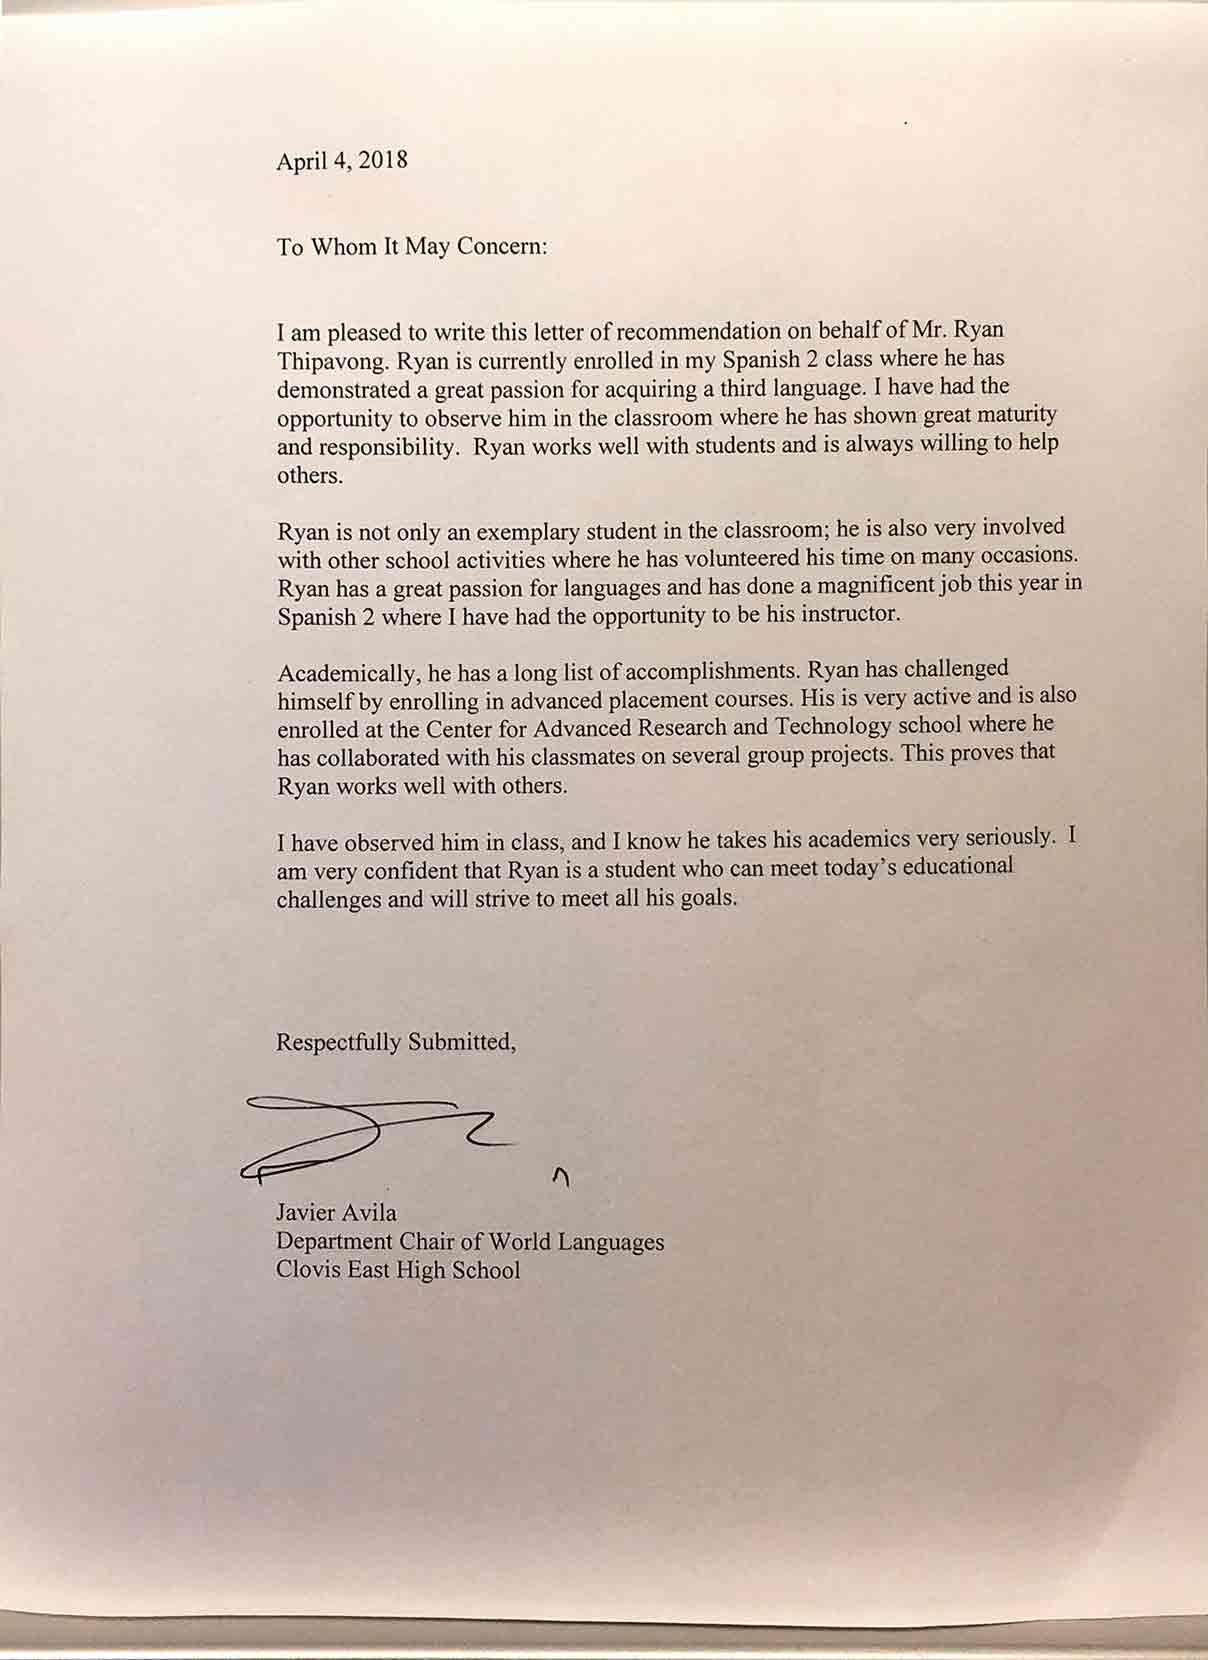 April 4, 2018
To Whom It May Concern:
I am pleased to write this letter of recommendation on behalf of Mr. Ryan
Thipavong. Ryan is currently enrolled in my Spanish 2 class where he has
demonstrated a great passion for acquiring a third language. I have had the
opportunity to observe him in the classroom where he has shown great maturity
and responsibility.  Ryan works well with students and is always willing to help
others.
Ryan is not only an exemplary student in the classroom; he is also very involved
with other school activities where he has volunteered his time on many occasions.
Ryan has a great passion for languages and has done a magnificent job this year in
Spanish 2 where I have had the opportunity to be his instructor.
Academically, he has a long list of accomplishments. Ryan has challenged
himself by enrolling in advanced placement courses. His is very active and is also
enrolled at the Center for Advanced Research and Technology school where he
has collaborated with his classmates on several group projects. This proves that
Ryan works well with others.
I have observed him in class, and I know he takes his academics very seriously.  I
am very confident that Ryan is a student who can meet today’s educational
challenges and will strive to meet all his goals.
Respectfully Submitted,
Javier Avila
Department Chair of World Languages
Clovis East High School